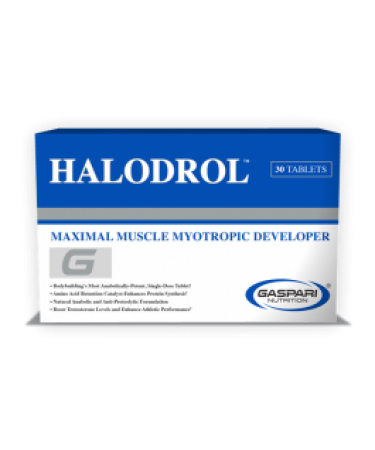 HALODROL™
30 TABLETS
MAXIMAL MUSCLE MYOTROPIC DEVELOPER
G
• Bodybuilding's Most Anabolically-Potent, Single-Dose Tablet!
• Amino Acid Retention Catalyst Enhances Protein Synthesis!
• Natural Anabolic and Anti-Proteolytic Formulation
• Boost Testosterone Levels and Enhance Athletic Performance!
GASPARI
NUTRITION
®